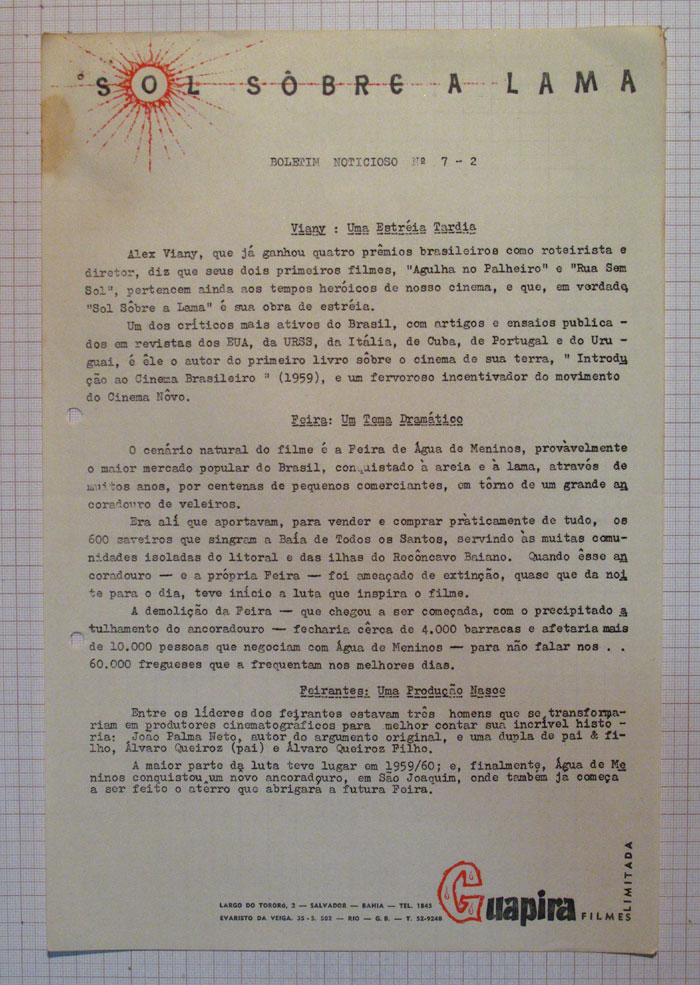 SOL SÔBRE A LAMA
BOLETIM NOTICIOSO Nº 7 - 2
Viany : Uma Estréia Tardia
Alex Viany, que já ganhou quatro prêmios brasileiros como roteirista e
diretor, diz que seus dois primeiros filmes, "Agulha no Palheiro" e "Rua Sem
Sol", pertencem ainda aos tempos heróicos de nosso cinema, e que, em verdade,
"Sol Sôbre a Lama" é sua obra de estréia.
Um dos críticos mais ativos do Brasil, com artigos e ensaios publica -
dos em revistas dos EUA, da URSS, da Itália, de Cuba, de Portugal e do Uru -
guai, é êle o autor do primeiro livro sôbre o cinema de sua terra, " Introdu
ção ao Cinema Brasileiro " (1959), e um fervoroso incentivador do movimento
do Cinema Nôvo.
Feira: Um Tema Dramático
O cenário natural do filme é a Feira de Água de Meninos, provàvelmente
o maior mercado popular do Brasil, conquistado à areia e à lama, através de
muitos anos, por centenas de pequenos comerciantes, em tôrno de um grande an
coradouro de veleiros.
Era alí que aportavam, para vender e comprar pràticamente de tudo, os
600 saveiros que singram a Baía de Todos os Santos, servindo às muitas comu-
nidades isoladas do litoral e das ilhas do Recôncavo Baiano. Quando êsse an
coradouro — e a própria Feira — foi ameaçado de extinção, quase que da noi
te para o dia, teve início a luta que inspira o filme.
A demolição da Feira — que chegou a ser começada, com o precipitado a
tulhamento do ancoradouro — fecharia cêrca de 4.000 barracas e afetaria mais
de 10.000 pessoas que negociam com Água de Meninos — para não falar nos . .
60.000 fregueses que a frequentam nos melhores dias.
Feirantes: Uma Produção Nasce
Entre os líderes dos feirantes estavam três homens que se transforma-
riam em produtores cinematográficos para melhor contar sua incrível histó -
ria: João Palma Neto, autor do argumento original, e uma dupla de pai & fi-
lho, Álvaro Queiroz (pai) e Álvaro Queiroz Filho.
A maior parte da luta teve lugar em 1959/60; e, finalmente, Água de Me
ninos conquistou um novo ancoradouro, em São Joaquim, onde também já começa
a ser feito o aterro que abrigará a futura Feira.
LARGO DO TORORÓ, 2 — SALVADOR — BAHIA — TEL. 1845
EVARISTO DA VEIGA, 35 - S. 502 — RIO — G. B. — T. 52-9248
Guapira FILMES LIMITADA